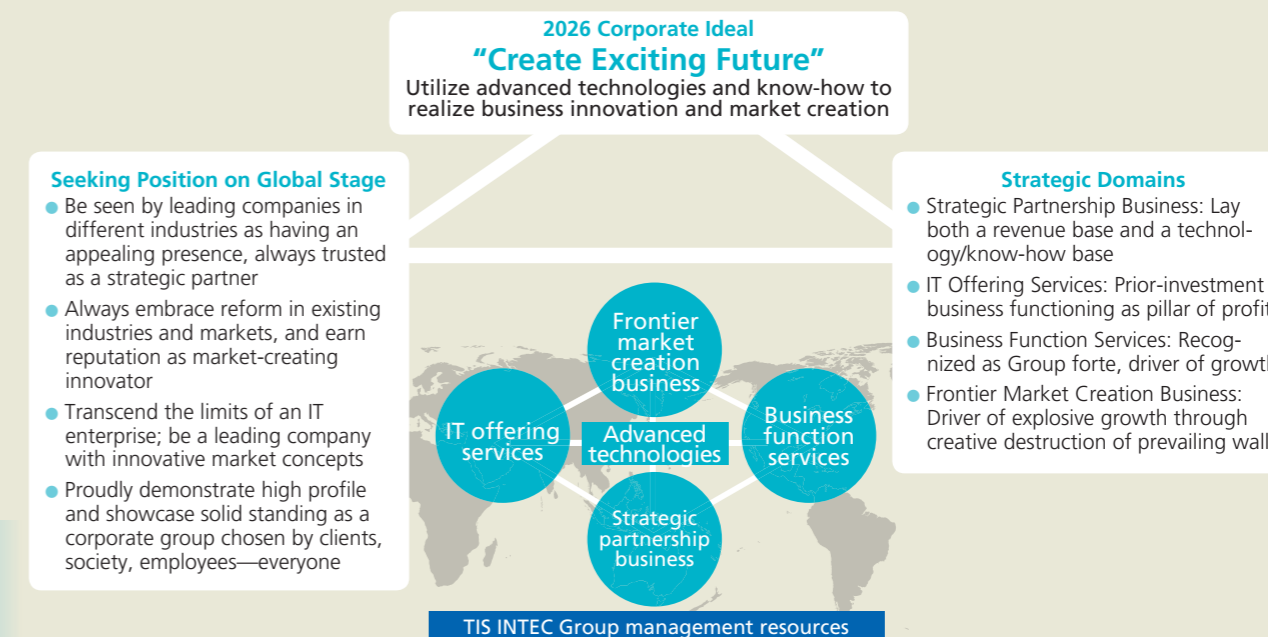 2026 Corporate Ideal
“Create Exciting Future”
Utilize advanced technologies and know-how to
realize business innovation and market creation
Seeking Position on Global Stage
● Be seen by leading companies in
different industries as having an
appealing presence, always trusted
as a strategic partner
● Always embrace reform in existing
industries and markets, and earn
reputation as market-creating
innovator
● Transcend the limits of an IT
enterprise; be a leading company
with innovative market concepts
● Proudly demonstrate high profile
and showcase solid standing as a
corporate group chosen by clients,
society, employees—everyone
Strategic Domains
● Strategic Partnership Business: Lay
both a revenue base and a technol-
ogy/know-how base
● IT Offering Services: Prior-investment
business functioning as pillar of profit
● Business Function Services: Recog-
nized as Group forte, driver of growth
● Frontier Market Creation Business:
Driver of explosive growth through
creative destruction of prevailing wall
Frontier
market
creation
business
IT offering
services
Advanced
technologies
Business
function
services
Strategic
partnership
business
TIS INTEC Group management resources